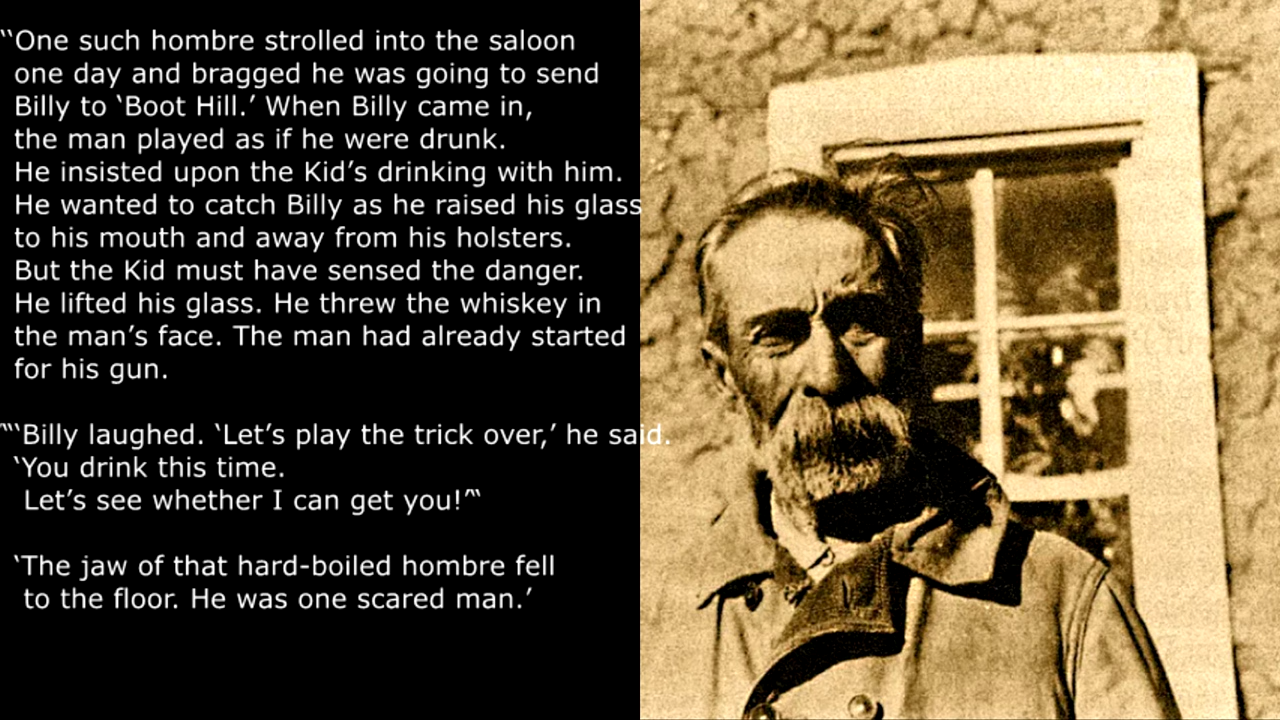 “One such hombre strolled into the saloon
one day and bragged he was going to send
Billy to ‘Boot Hill.’ When Billy came in,
the man played as if he were drunk.
He insisted upon the Kid’s drinking with him.
He wanted to catch Billy as he raised his glass
to his mouth and away from his holsters.
But the Kid must have sensed the danger.
He lifted his glass. He threw the whiskey in
the man’s face. The man had already started
for his gun.
“‘Billy laughed. ‘Let’s play the trick over,’ he said.
‘You drink this time.
Let’s see whether I can get you!’“
‘The jaw of that hard-boiled hombre fell
to the floor. He was one scared man.’